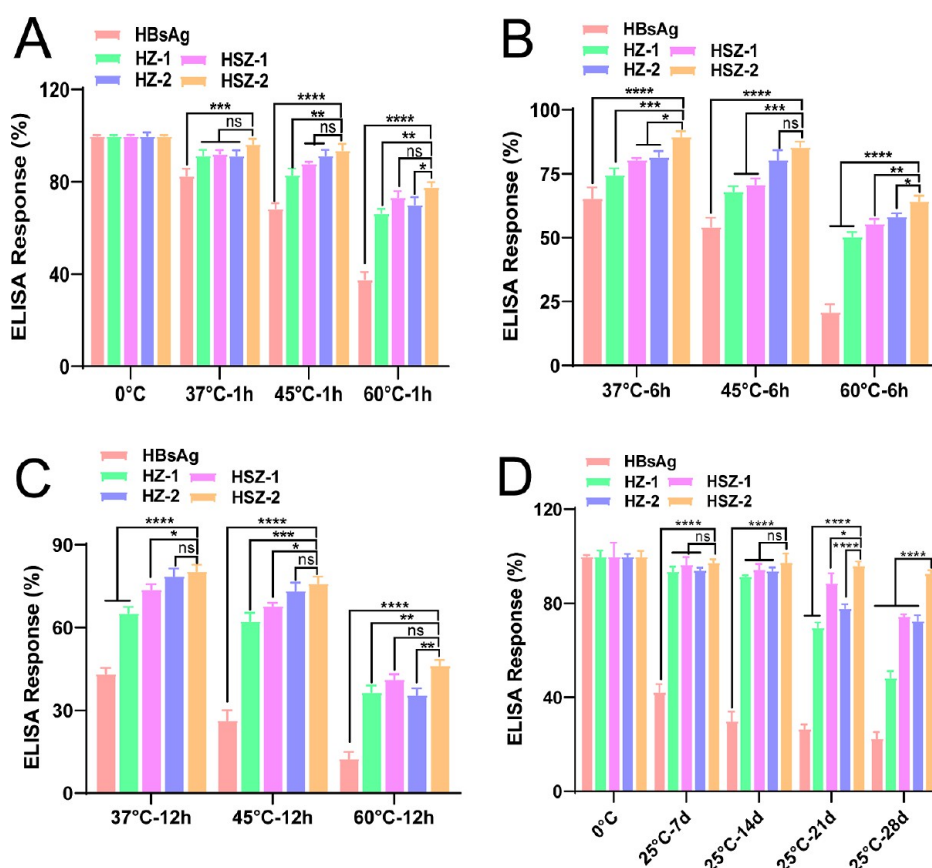 A
HBsAg
HZ-1 HSZ-1
HZ-2 HSZ-2
ELISA Response (%)
120
80
40
0
*** ns
**** ** ns
**** ** ns *
0°C 37°C-1h 45°C-1h 60°C-1h
B
HBsAg
HZ-1 HSZ-1
HZ-2 HSZ-2
ELISA Response (%)
100
75
50
25
0
**** *** *
**** *** ns
**** ** *
37°C-6h 45°C-6h 60°C-6h
C
HBsAg
HZ-1 HSZ-1
HZ-2 HSZ-2
ELISA Response (%)
90
60
30
0
**** * ns
**** *** * ns
**** ** ns **
37°C-12h 45°C-12h 60°C-12h
D
HBsAg
HZ-1 HSZ-1
HZ-2 HSZ-2
ELISA Response (%)
120
80
40
0
**** ns
**** ns
**** * ****
****
0°C 25°C-7d 25°C-14d 25°C-21d 25°C-28d